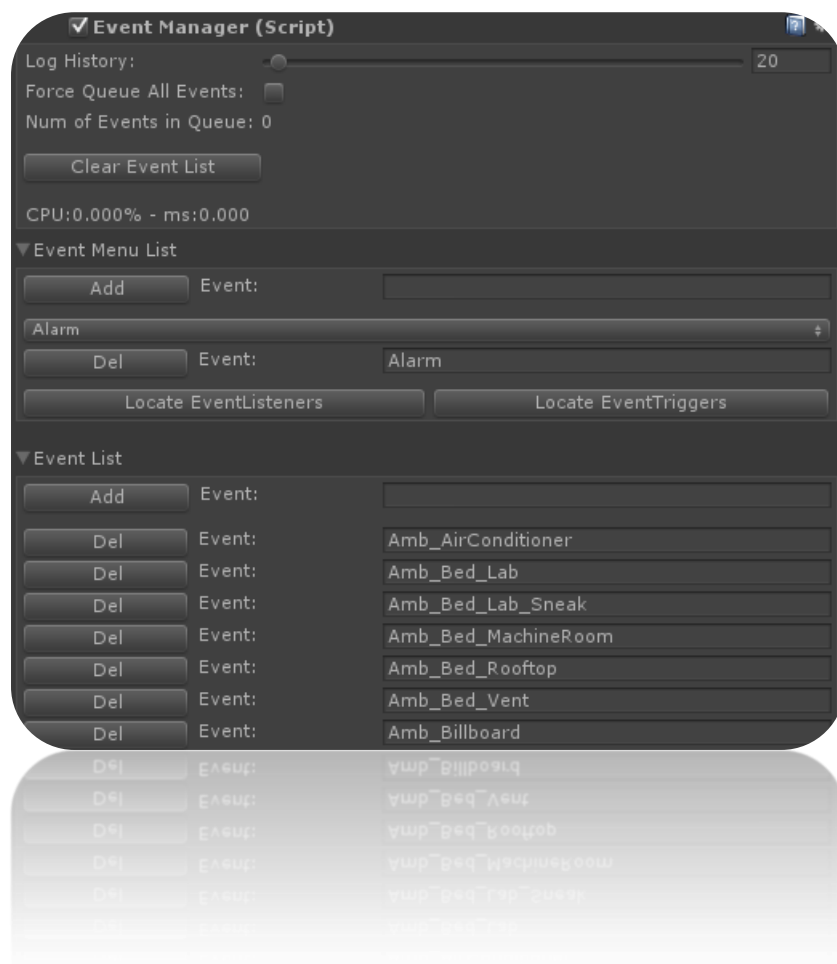 Event Manager (Script)
Log History: 20
Force Queue All Events:
Num of Events in Queue: 0
Clear Event List
CPU:0.000% - ms:0.000
Event Menu List
Add Event:
Alarm
Del Event: Alarm
Locate EventListeners Locate EventTriggers
Event List
Add Event:
Del Event: Amb_AirConditioner
Del Event: Amb_Bed_Lab
Del Event: Amb_Bed_Lab_Sneak
Del Event: Amb_Bed_MachineRoom
Del Event: Amb_Bed_Rooftop
Del Event: Amb_Bed_Vent
Del Event: Amb_Billboard